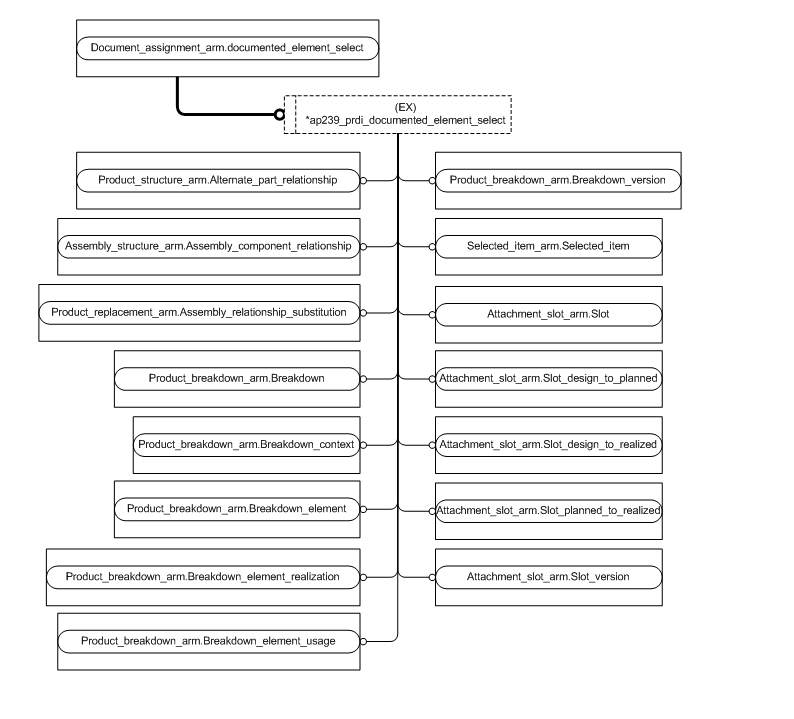 Document_assignment_arm.documented_element_select
(EX)
*ap239_prdi_documented_element_select
Product_structure_arm.Alternate_part_relationship
Product_breakdown_arm.Breakdown_version
Assembly_structure_arm.Assembly_component_relationship
Selected_item_arm.Selected_item
Product_replacement_arm.Assembly_relationship_substitution
Attachment_slot_arm.Slot
Product_breakdown_arm.Breakdown
Attachment_slot_arm.Slot_design_to_planned
Product_breakdown_arm.Breakdown_context
Attachment_slot_arm.Slot_design_to_realized
Product_breakdown_arm.Breakdown_element
Attachment_slot_arm.Slot_planned_to_realized
Product_breakdown_arm.Breakdown_element_realization
Attachment_slot_arm.Slot_version
Product_breakdown_arm.Breakdown_element_usage